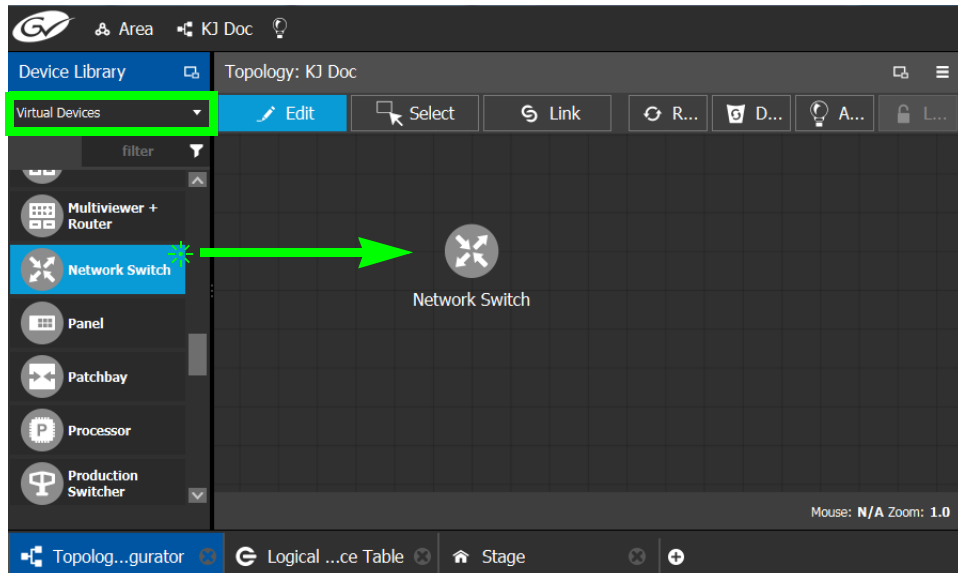 GV Area KJ Doc
Device Library
Topology: KJ Doc
Virtual Devices
Edit Select Link R... D... A... L...
filter
Multiviewer +
Router
Network Switch
Panel
Patchbay
P Processor
Production
Switcher
Network Switch
Mouse: N/A Zoom: 1.0
Topolog...gurator Logical ...ce Table Stage